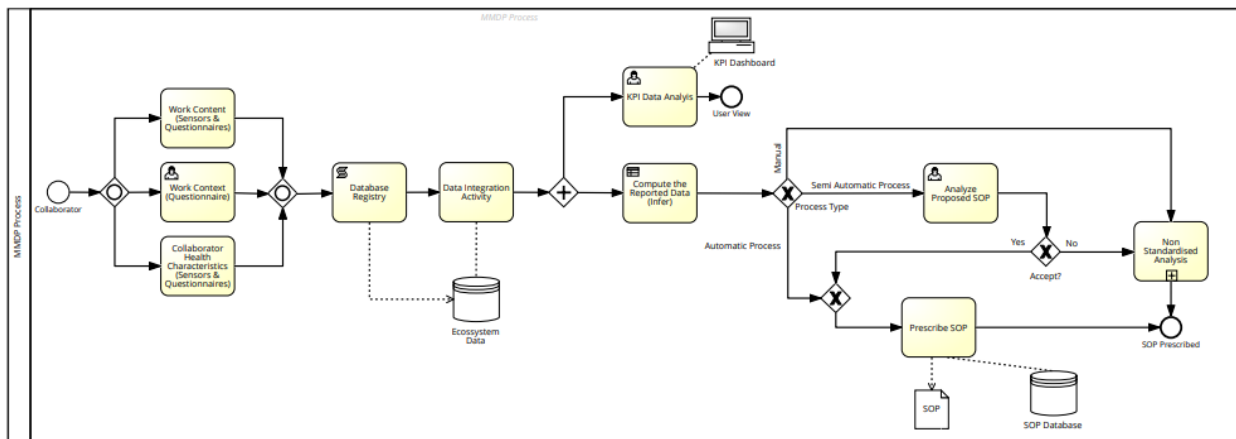 MMDP Process
MMDP Process
KPI Dashboard
KPI Data Analyis
User View
Work Content
(Sensors &
Questionnaires)
Work Context
(Questionnaire)
Collaborator
Health
Characteristics
(Sensors &
Questionnaires)
Collaborator
Database
Registry
Data Integration
Activity
Ecossystem
Data
Compute the
Reported Data
(Infer)
Manual
Semi Automatic Process
Process Type
Automatic Process
Analyze
Proposed SOP
Yes
No
Accept?
Non
Standardised
Analysis
Prescribe SOP
SOP Prescribed
SOP
SOP Database